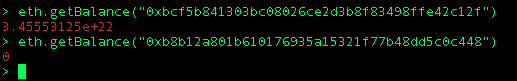 > eth.getBalance("0xbcf5b841303bc08026ce2d3b8f83498ffe42c12f")
3.45553125e+22
> eth.getBalance("0xb8b12a801b610176935a15321f77b48dd5c0c448")
0
>